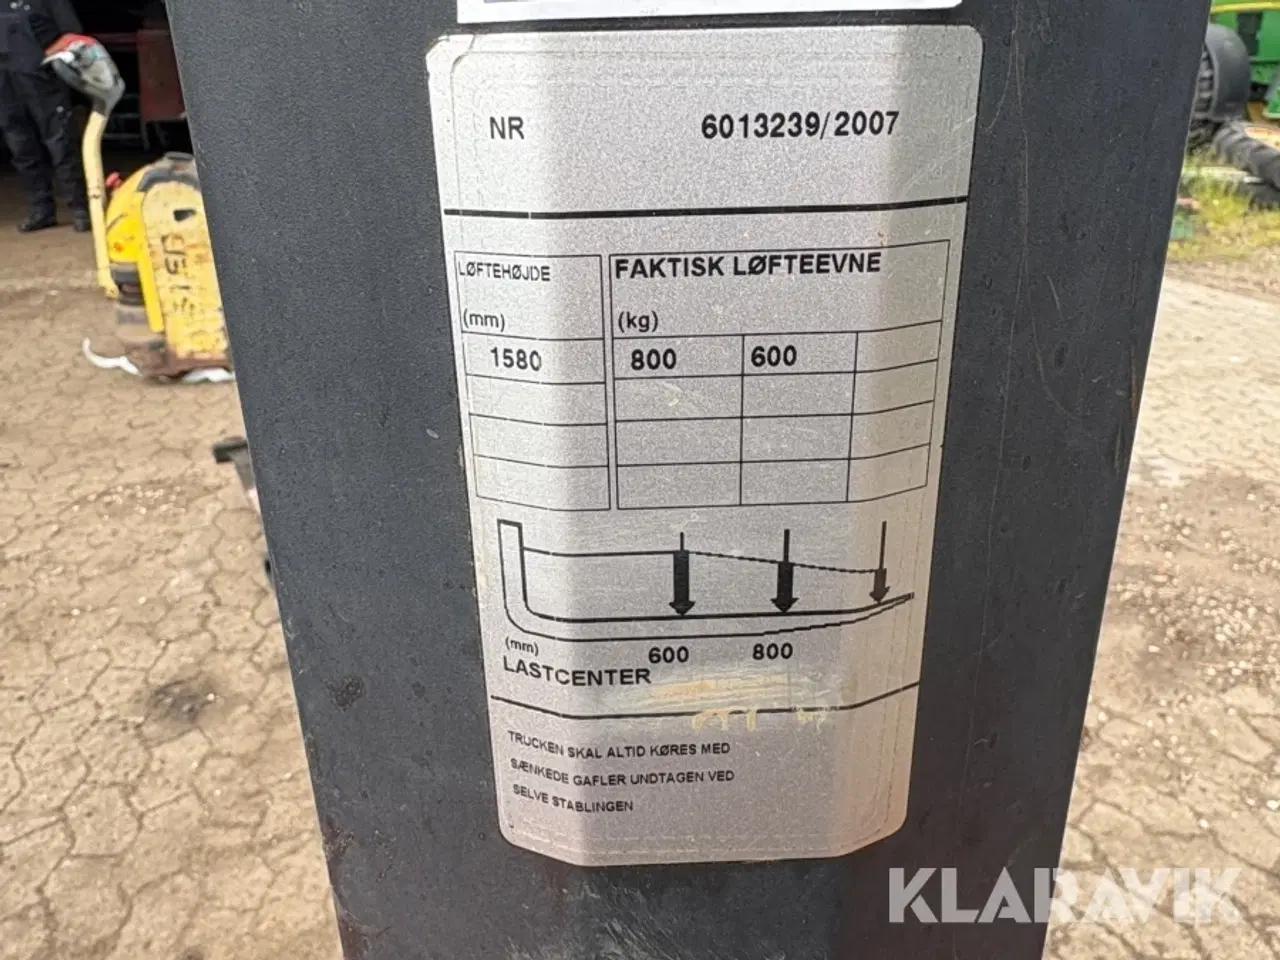 NR 6013239/2007
LØFTEHØJDE FAKTISK LØFTEEVNE
(mm) (kg)
1580 800 600
(mm) 600 800
LASTCENTER
TRUCKEN SKAL ALTID KØRES MED
SÆNKEDE GAFLER UNDTAGEN VED
SELVE STABLINGEN
KLARAVIK